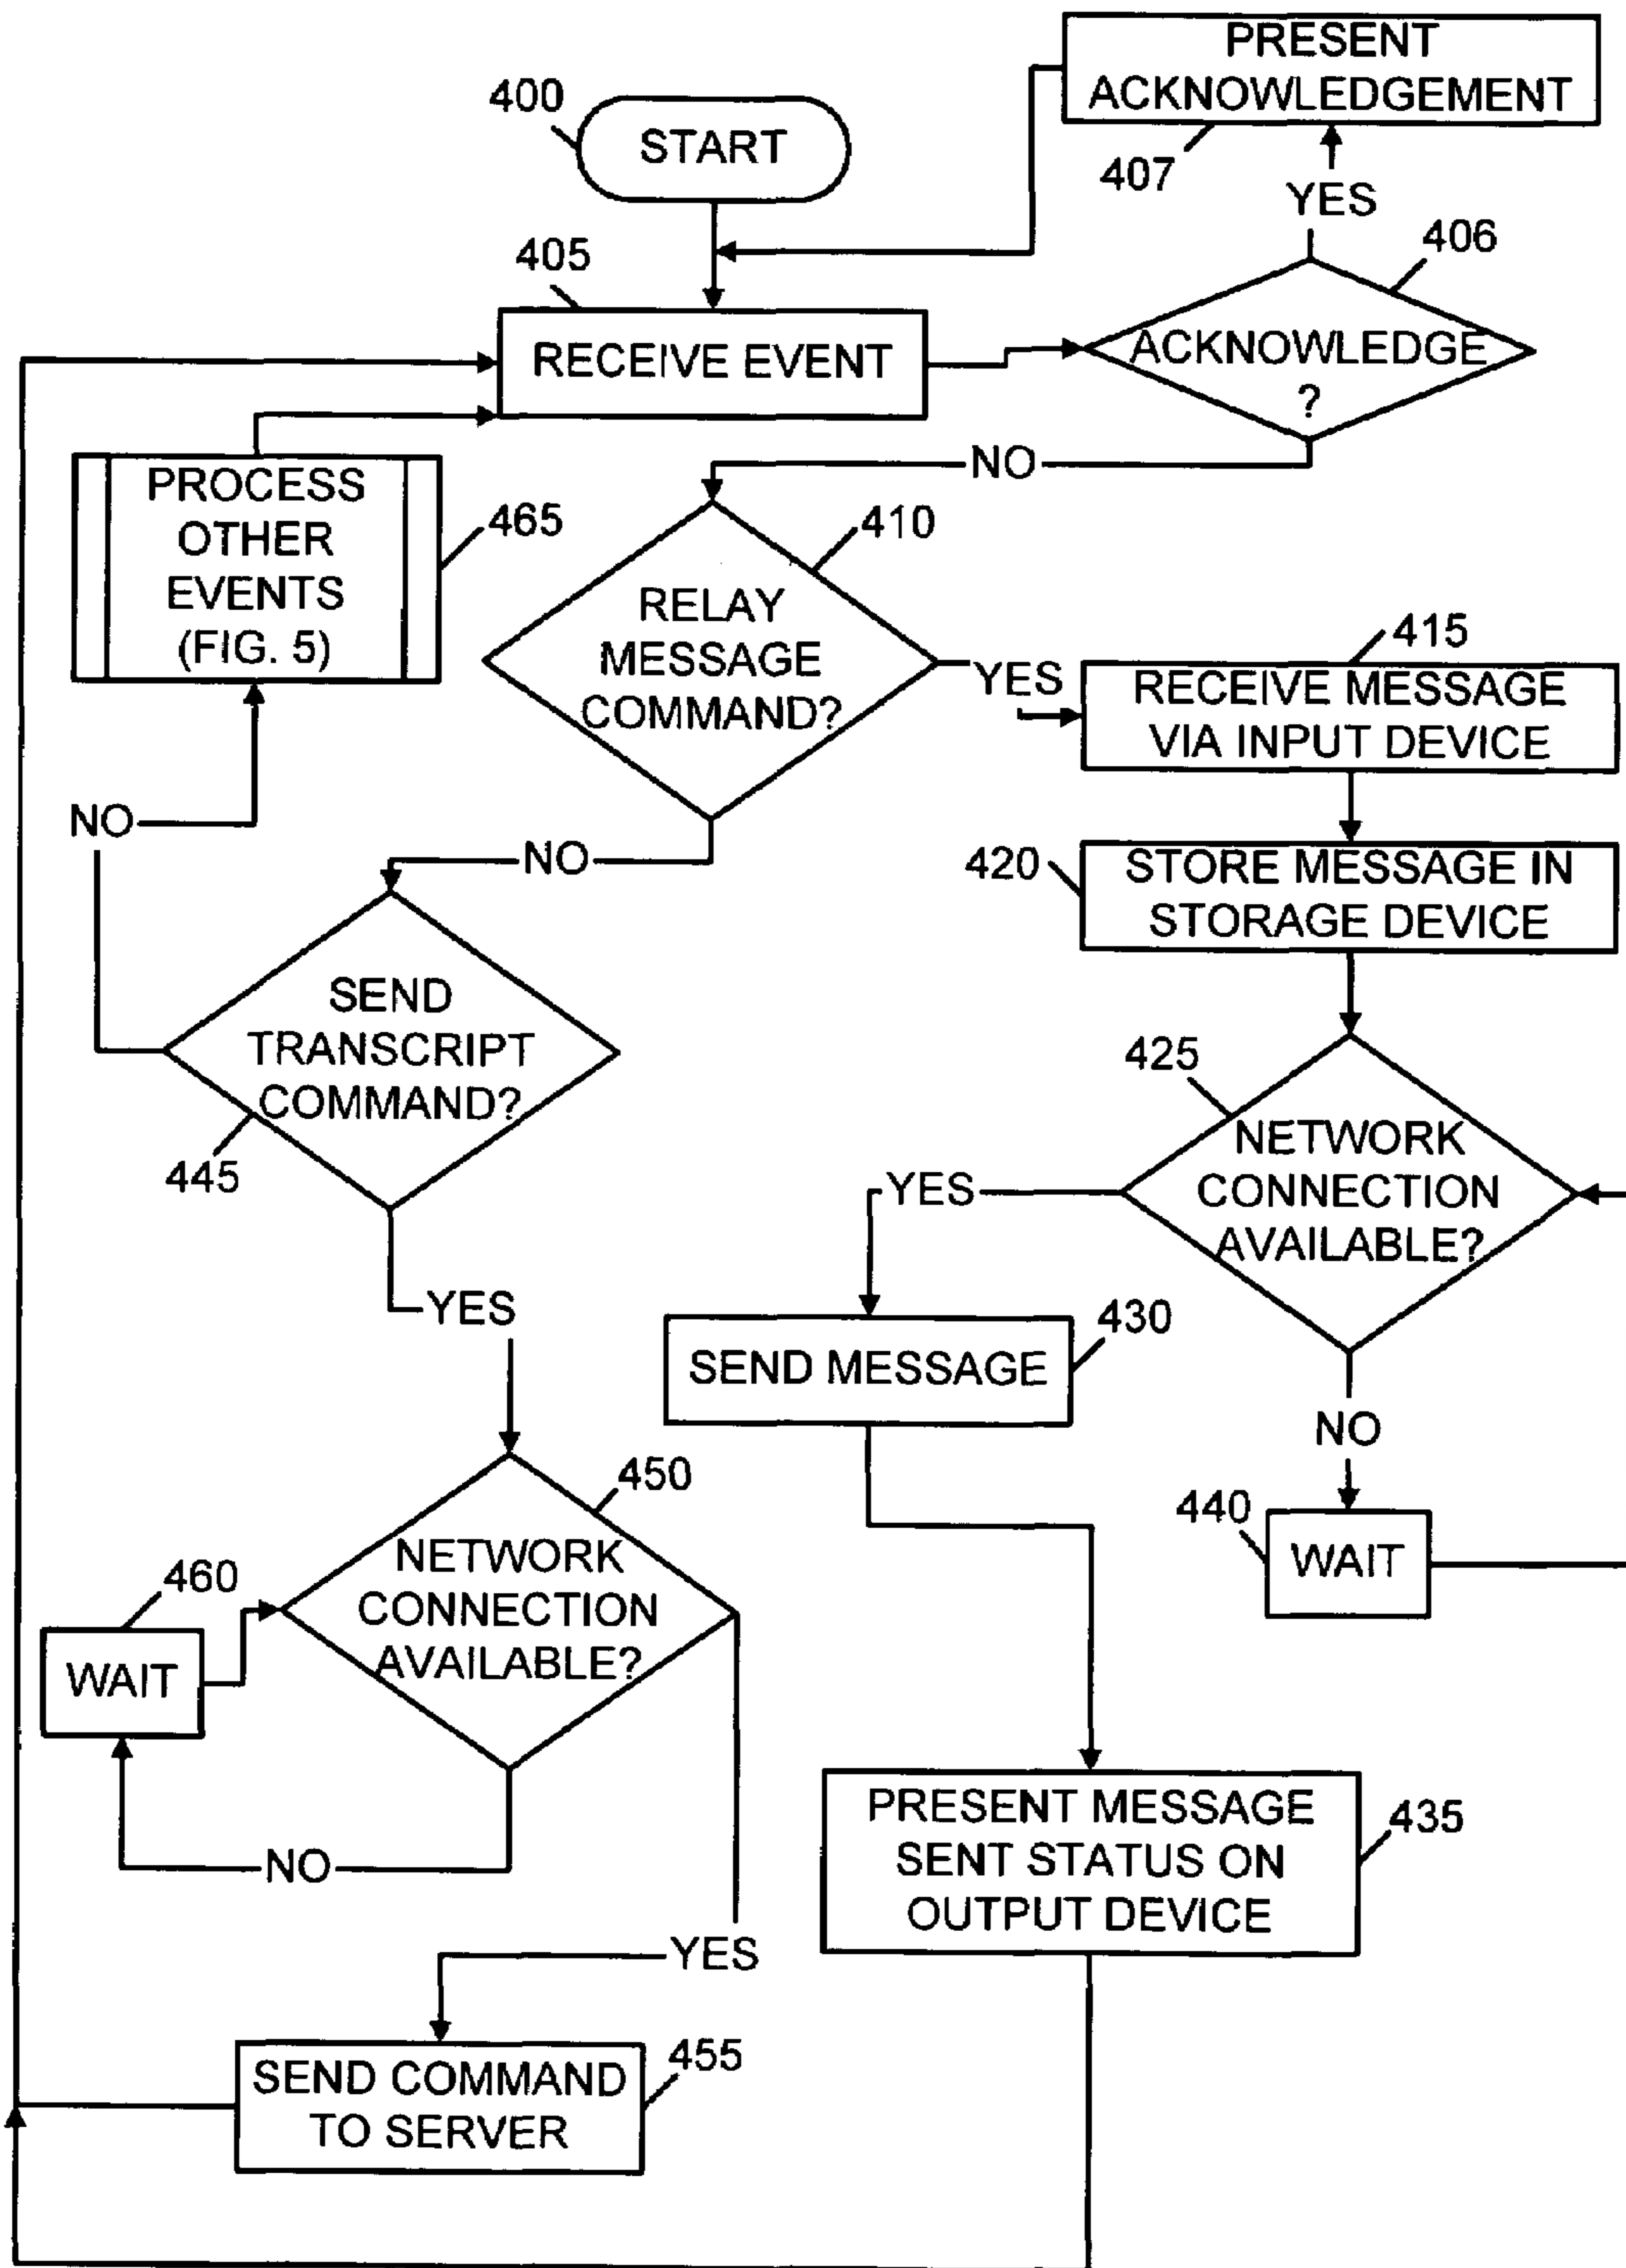 PRESENT
ACKNOWLEDGEMENT
407
YES
400
START
405
RECEIVE EVENT
406
ACKNOWLEDGE
?
NO
PROCESS
OTHER
EVENTS
(FIG. 5)
465
410
RELAY
MESSAGE
COMMAND?
YES
415
RECEIVE MESSAGE
VIA INPUT DEVICE
NO
NO
420
STORE MESSAGE IN
STORAGE DEVICE
SEND
TRANSCRIPT
COMMAND?
445
425
NETWORK
CONNECTION
AVAILABLE?
YES
YES
430
SEND MESSAGE
NO
440
WAIT
450
NETWORK
CONNECTION
AVAILABLE?
460
WAIT
NO
YES
PRESENT MESSAGE
SENT STATUS ON
OUTPUT DEVICE
435
SEND COMMAND
TO SERVER
455